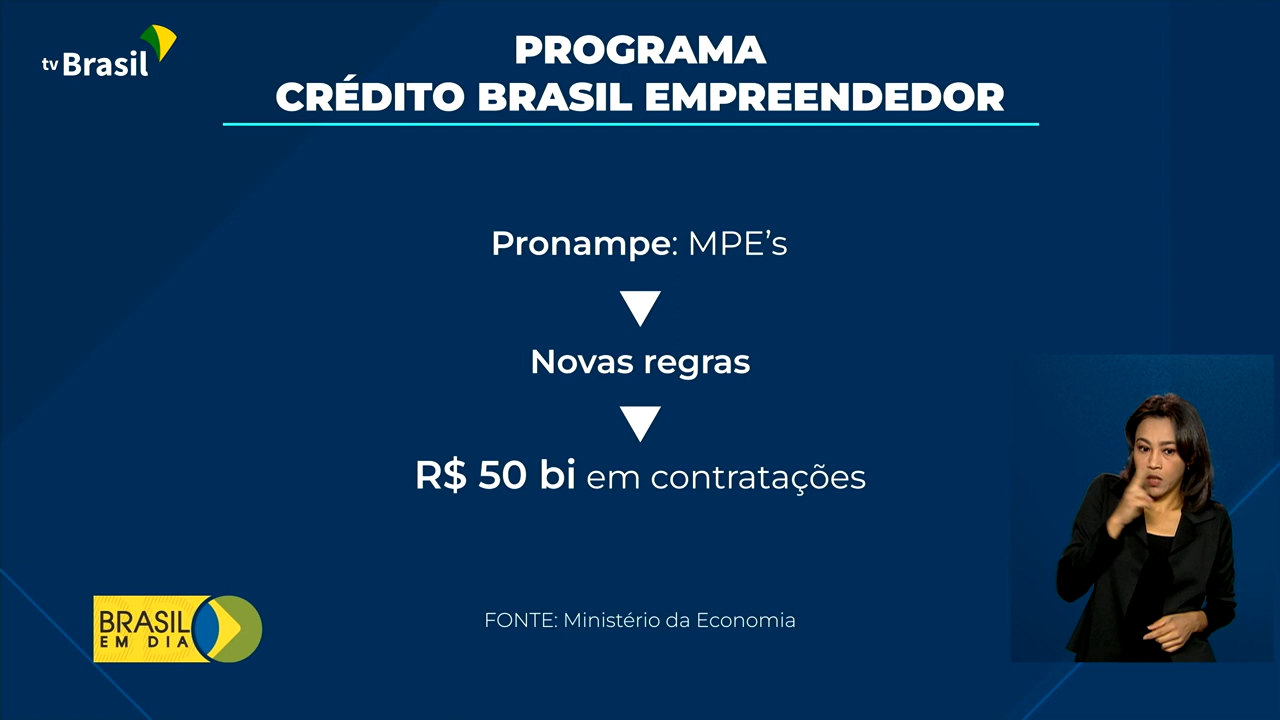 tv Brasil
PROGRAMA
CRÉDITO BRASIL EMPREENDEDOR
Pronampe: MPE’s
Novas regras
R$ 50 bi em contratações
FONTE: Ministério da Economia
BRASIL
EM DIA